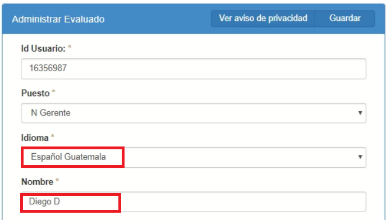 Administrar Evaluado Ver aviso de privacidad Guardar
Id Usuario: *
16356987
Puesto *
N Gerente
Idioma *
Español Guatemala
Nombre *
Diego D